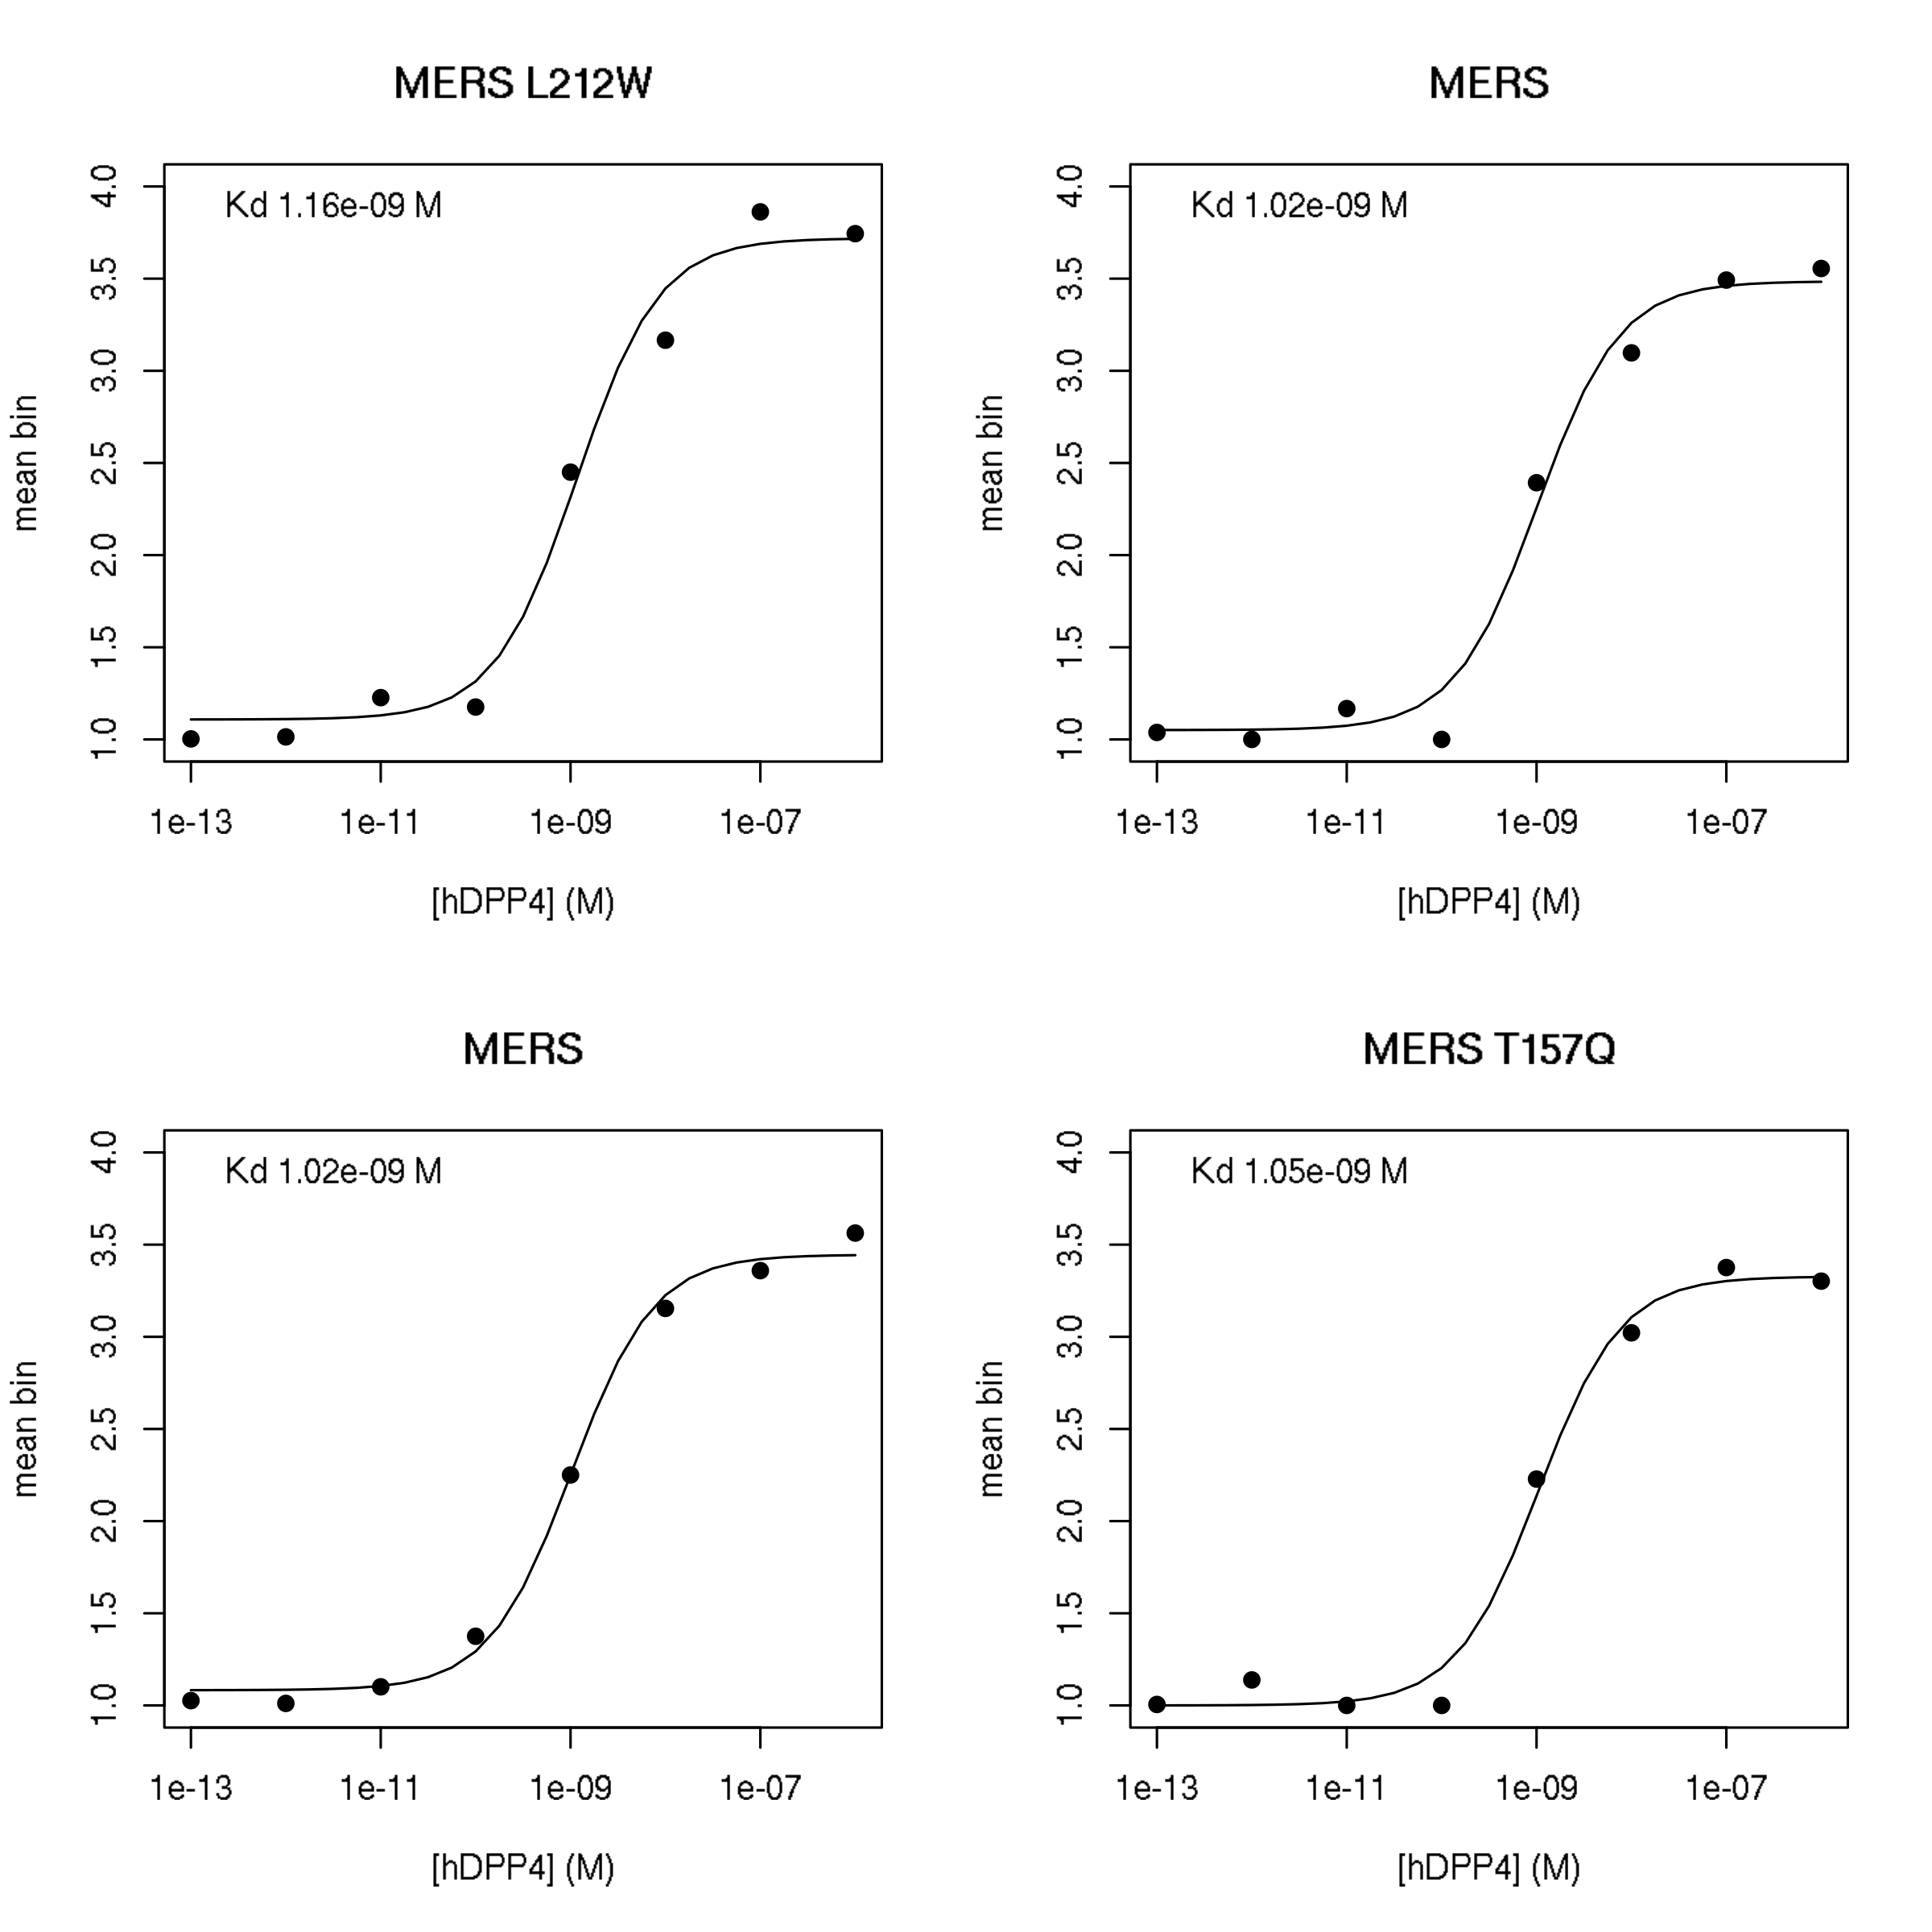 MERS L212W
Kd 1.16e-09 M
mean bin
4.0
3.5
3.0
2.5
2.0
1.5
1.0
1e-13 1e-11 1e-09 1e-07
[hDPP4] (M)
MERS
Kd 1.02e-09 M
mean bin
4.0
3.5
3.0
2.5
2.0
1.5
1.0
1e-13 1e-11 1e-09 1e-07
[hDPP4] (M)
MERS
Kd 1.02e-09 M
mean bin
4.0
3.5
3.0
2.5
2.0
1.5
1.0
1e-13 1e-11 1e-09 1e-07
[hDPP4] (M)
MERS T157Q
Kd 1.05e-09 M
mean bin
4.0
3.5
3.0
2.5
2.0
1.5
1.0
1e-13 1e-11 1e-09 1e-07
[hDPP4] (M)